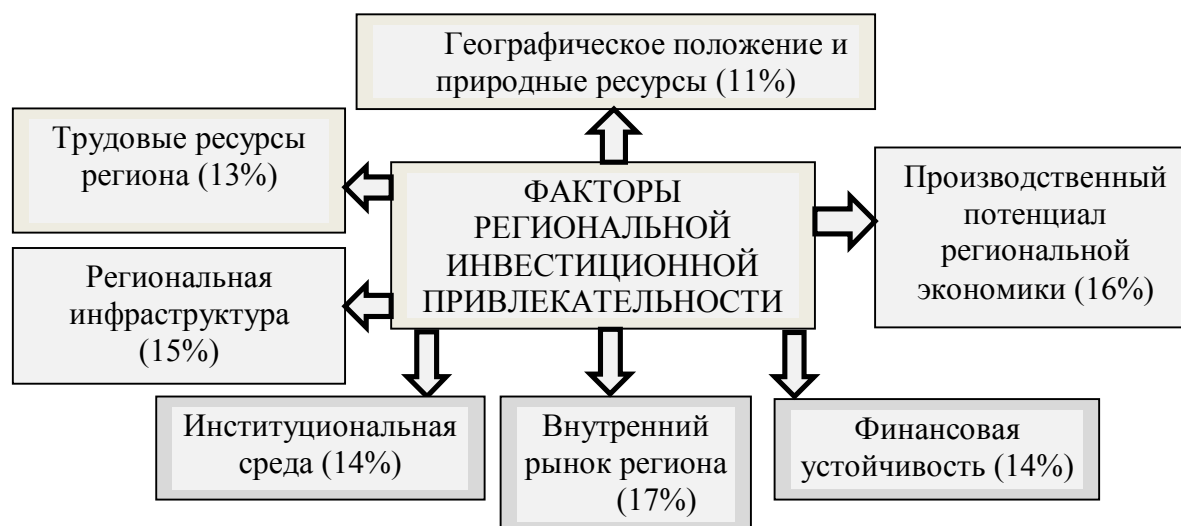 Географическое положение и
природные ресурсы (11%)
Трудовые ресурсы
региона (13%)
ФАКТОРЫ
РЕГИОНАЛЬНОЙ
ИНВЕСТИЦИОННОЙ
ПРИВЛЕКАТЕЛЬНОСТИ
Производственный
потенциал
региональной
экономики (16%)
Региональная
инфраструктура
(15%)
Институциональная
среда (14%)
Внутренний
рынок региона
(17%)
Финансовая
устойчивость (14%)